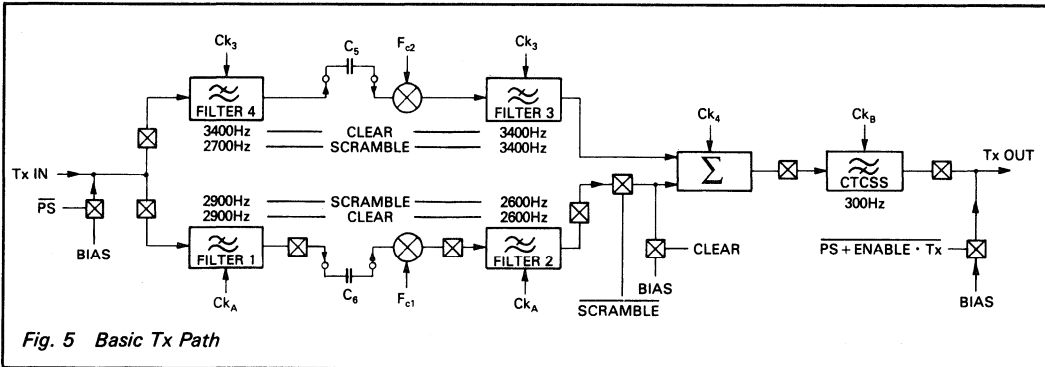 Ck3
C5
Fc2
Ck3
FILTER 4
FILTER 3
Ck4
CkB
3400Hz CLEAR 3400Hz
2700Hz SCRAMBLE 3400Hz
Tx IN
Σ
CTCSS
Tx OUT
300Hz
PS
BIAS
2900Hz SCRAMBLE 2600Hz
2900Hz CLEAR 2600Hz
FILTER 1
FILTER 2
CLEAR
PS + ENABLE · Tx
CkA
C6
Fc1
CkA
BIAS
SCRAMBLE
BIAS
Fig. 5 Basic Tx Path